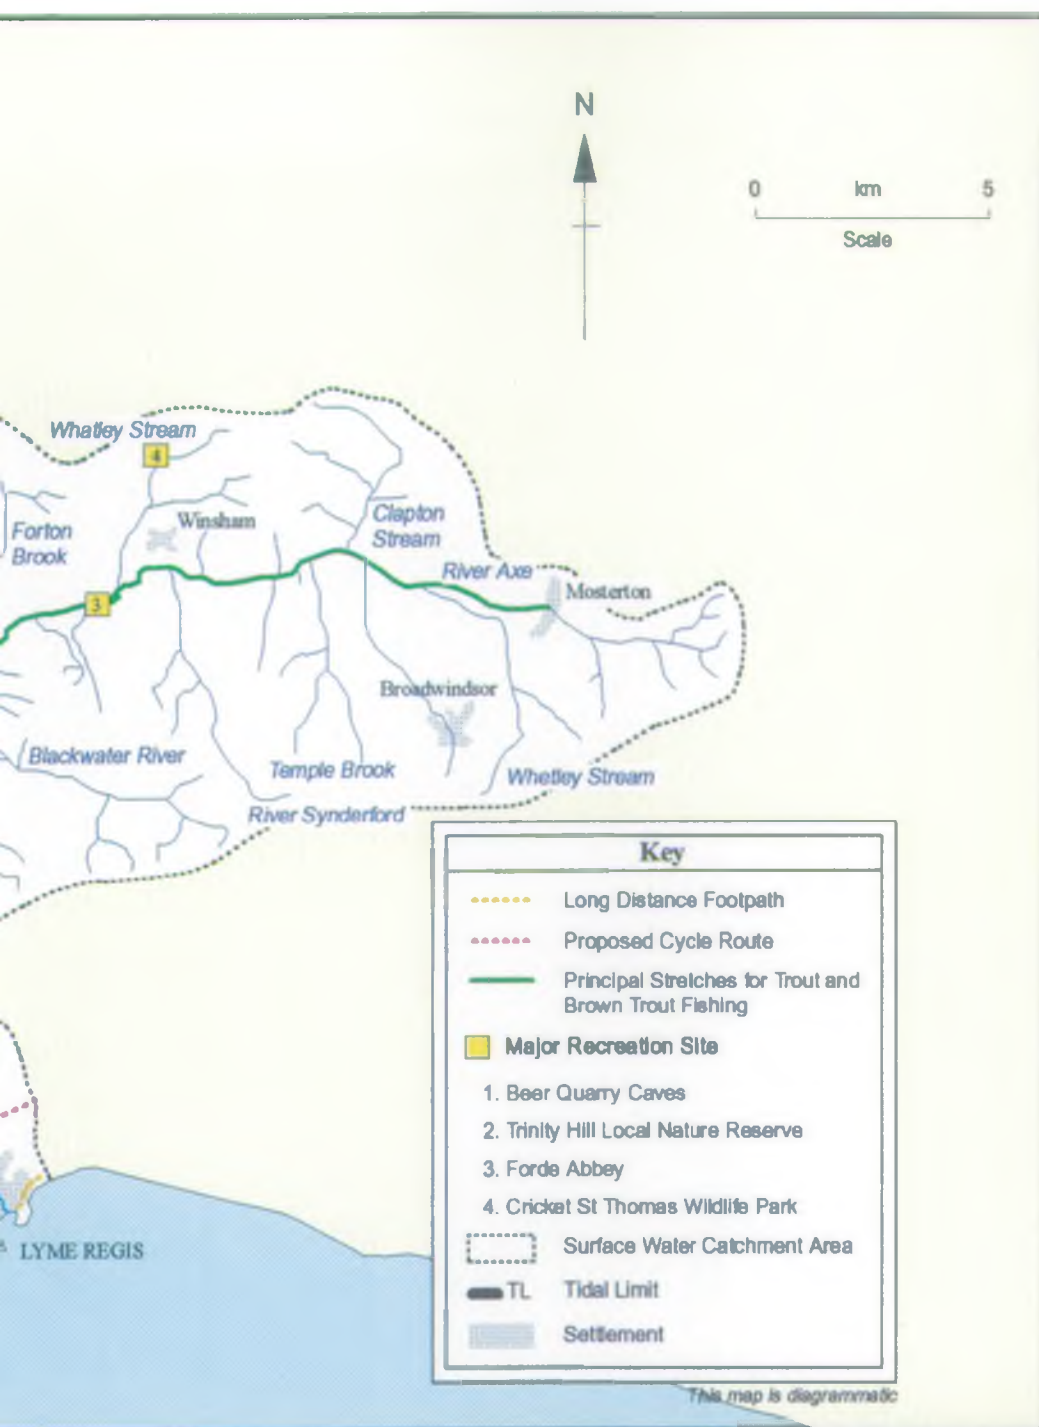 N
0 km 5
Scale
Whatley Stream
4
Forton
Brook
Winsham
Clapton
Stream
River Axe
Mosterton
3
Broadwindsor
Blackwater River
Temple Brook
Whetley Stream
River Synderford
Key
Long Distance Footpath
Proposed Cycle Route
Principal Stretches for Trout and
Brown Trout Fishing
Major Recreation Site
1. Beer Quarry Caves
2. Trinity Hill Local Nature Reserve
3. Forde Abbey
4. Cricket St Thomas Wildlife Park
Surface Water Catchment Area
TL Tidal Limit
Settlement
LYME REGIS
This map is diagrammatic